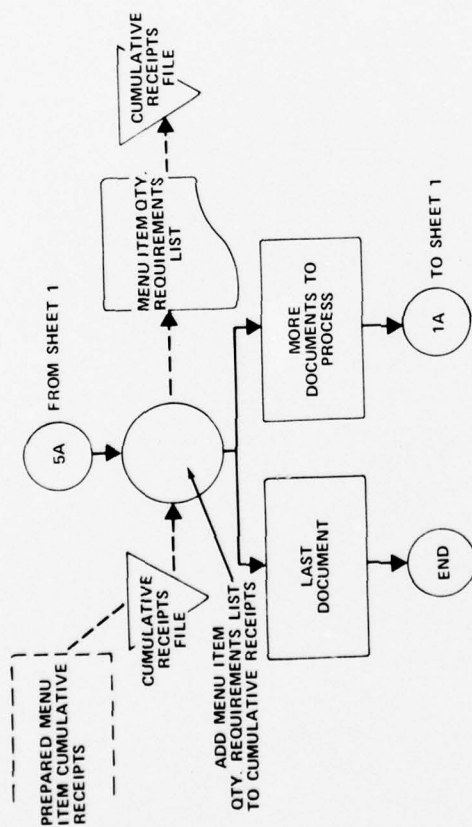 PREPARED MENU
ITEM CUMULATIVE
RECEIPTS
CUMULATIVE
RECEIPTS
FILE
5A
FROM SHEET 1
MENU ITEM QTY.
REQUIREMENTS
LIST
CUMULATIVE
RECEIPTS
FILE
ADD MENU ITEM
QTY. REQUIREMENTS LIST
TO CUMULATIVE RECEIPTS
LAST
DOCUMENT
MORE
DOCUMENTS TO
PROCESS
END
1A
TO SHEET 1